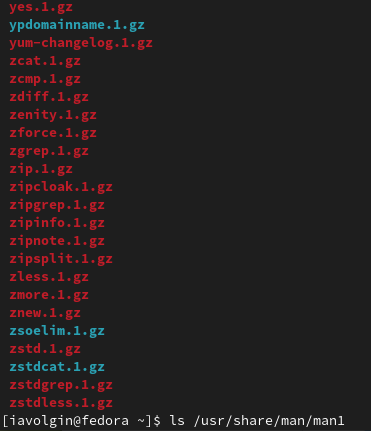 yes.1.gz
ypdomainname.1.gz
yum-changelog.1.gz
zcat.1.gz
zcmp.1.gz
zdiff.1.gz
zenity.1.gz
zforce.1.gz
zgrep.1.gz
zip.1.gz
zipcloak.1.gz
zipgrep.1.gz
zipinfo.1.gz
zipnote.1.gz
zipsplit.1.gz
zless.1.gz
zmore.1.gz
znew.1.gz
zsoelim.1.gz
zstd.1.gz
zstdcat.1.gz
zstdgrep.1.gz
zstdless.1.gz
[iavolgin@fedora ~]$ ls /usr/share/man/man1